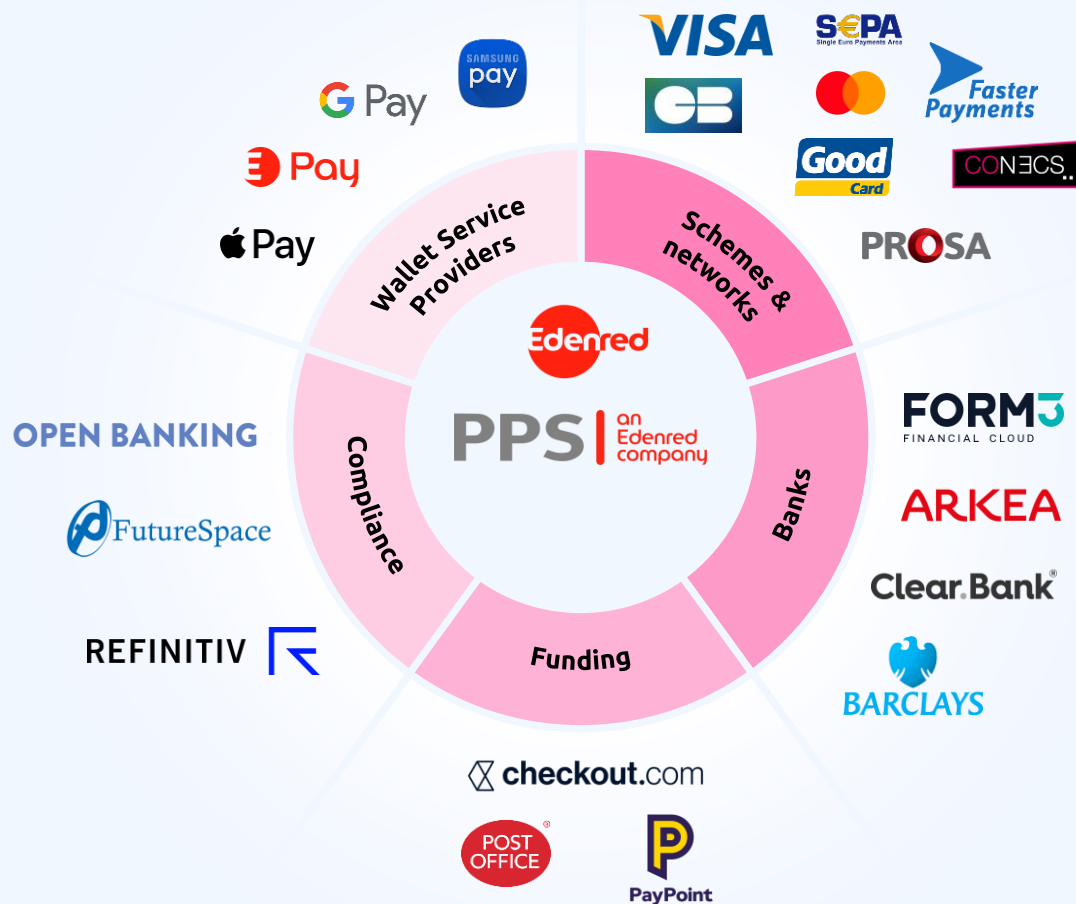 SAMSUNG
pay
G Pay
E Pay
Pay
Wallet Service
Providers
VISA
S€PA
Single Euro Payments Area
CB
Faster
Payments
Good
Card
CONECS..
PROSA
Schemes &
networks
Edenred
PPS
an
Edenred
company
OPEN BANKING
FutureSpace
REFINITIV
Compliance
FORM3
FINANCIAL CLOUD
ARKEA
Clear.Bank®
BARCLAYS
Banks
Funding
checkout.com
POST
OFFICE
®
P
PayPoint